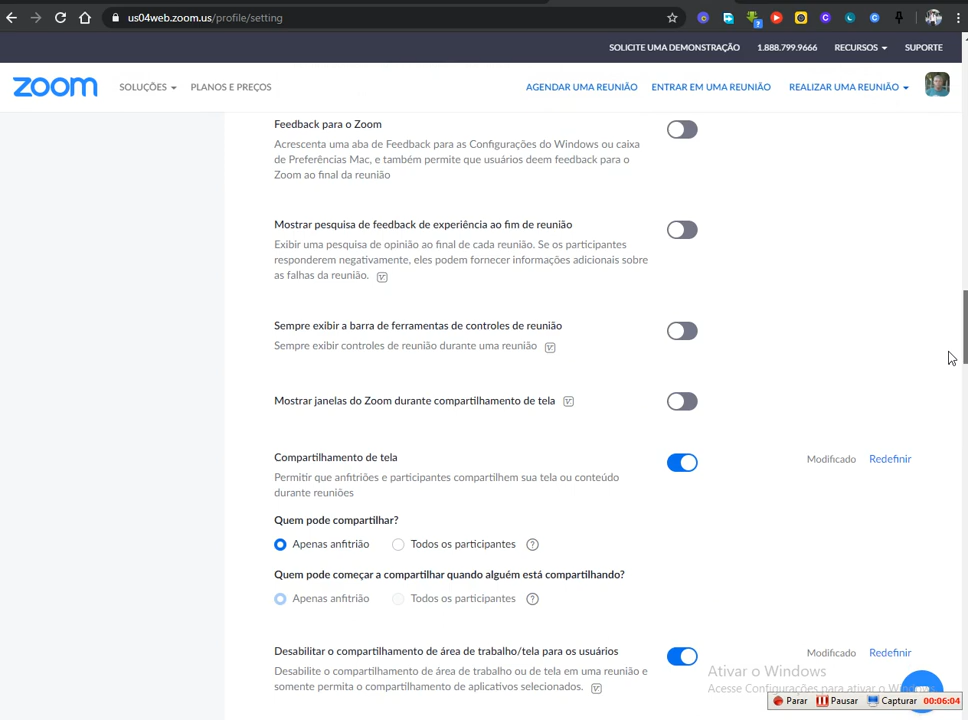 us04web.zoom.us/profile/setting
SOLICITE UMA DEMONSTRAÇÃO 1.888.799.9666 RECURSOS SUPORTE
zoom SOLUÇÕES PLANOS E PREÇOS AGENDAR UMA REUNIÃO ENTRAR EM UMA REUNIÃO REALIZAR UMA REUNIÃO
Feedback para o Zoom
Acrescenta uma aba de Feedback para as Configurações do Windows ou caixa
de Preferências Mac, e também permite que usuários deem feedback para o
Zoom ao final da reunião
Mostrar pesquisa de feedback de experiência ao fim de reunião
Exibir uma pesquisa de opinião ao final de cada reunião. Se os participantes
responderem negativamente, eles podem fornecer informações adicionais sobre
as falhas da reunião.
Sempre exibir a barra de ferramentas de controles de reunião
Sempre exibir controles de reunião durante uma reunião
Mostrar janelas do Zoom durante compartilhamento de tela
Compartilhamento de tela Modificado Redefinir
Permitir que anfitriões e participantes compartilhem sua tela ou conteúdo
durante reuniões
Quem pode compartilhar?
Apenas anfitrião Todos os participantes ?
Quem pode começar a compartilhar quando alguém está compartilhando?
Apenas anfitrião Todos os participantes ?
Desabilitar o compartilhamento de área de trabalho/tela para os usuários Modificado Redefinir
Desabilite o compartilhamento de área de trabalho ou de tela em uma reunião e
somente permita o compartilhamento de aplicativos selecionados.
Ativar o Windows
Acesse Configurações para ativar o Windows
Parar Pausar Capturar 00:06:04